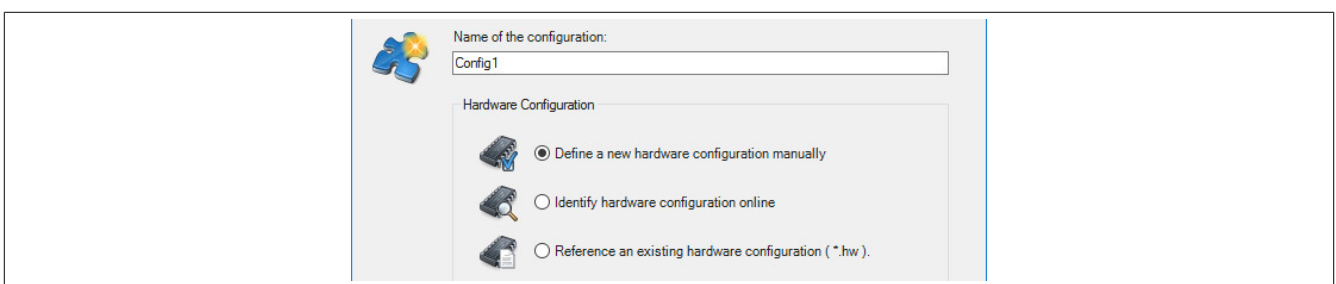 Name of the configuration:
Config1
Hardware Configuration
Define a new hardware configuration manually
Identify hardware configuration online
Reference an existing hardware configuration ( *.hw ).